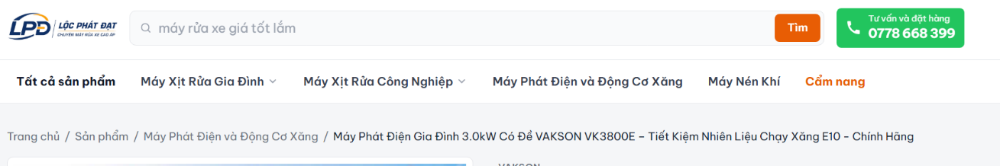 LPD LỘC PHÁT ĐẠT
CHUYÊN MÁY RỬA XE CAO ÁP
máy rửa xe giá tốt lắm
Tìm
Tư vấn và đặt hàng
0778 668 399
Tất cả sản phẩm Máy Xịt Rửa Gia Đình Máy Xịt Rửa Công Nghiệp Máy Phát Điện và Động Cơ Xăng Máy Nén Khí Cẩm nang
Trang chủ / Sản phẩm / Máy Phát Điện và Động Cơ Xăng / Máy Phát Điện Gia Đình 3.0kW Có Đề VAKSON VK3800E – Tiết Kiệm Nhiên Liệu Chạy Xăng E10 - Chính Hãng
VAKSON